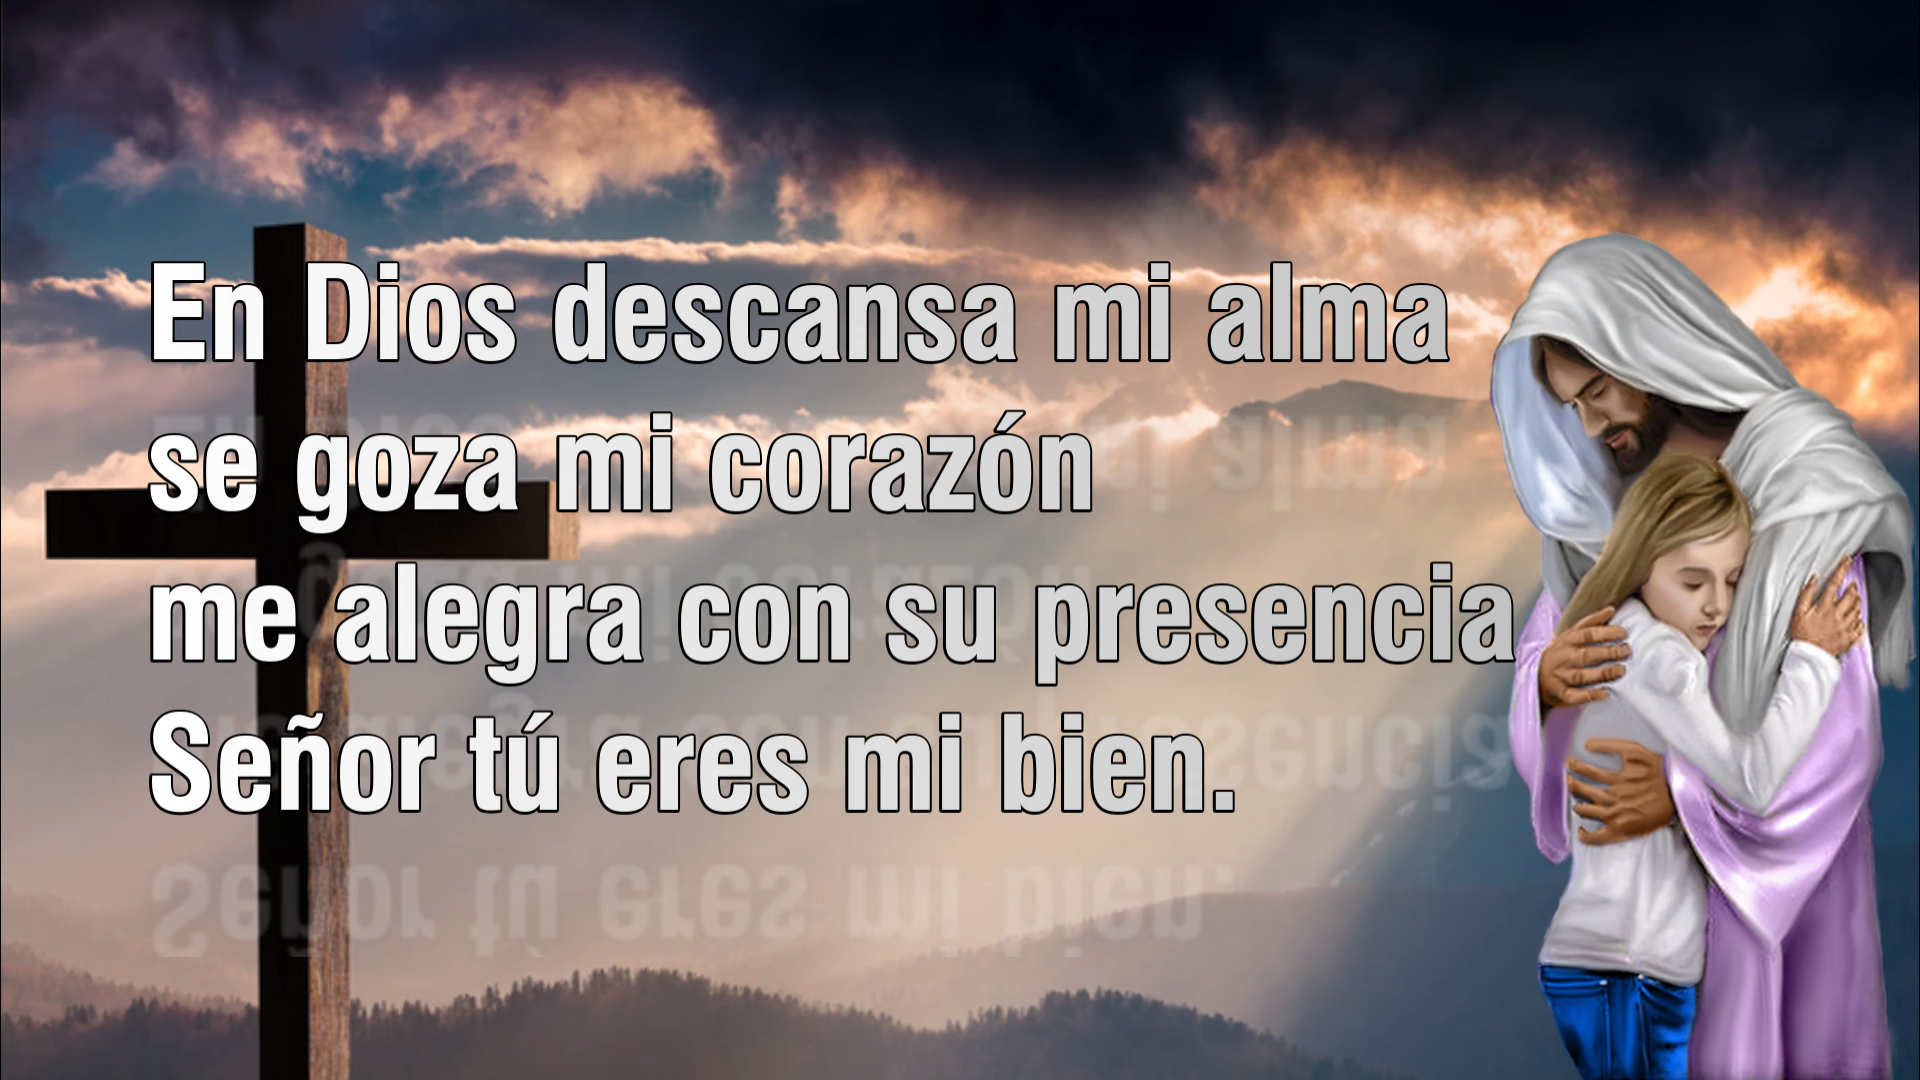 En Dios descansa mi alma
se goza mi corazón
me alegra con su presencia
Señor tú eres mi bien.